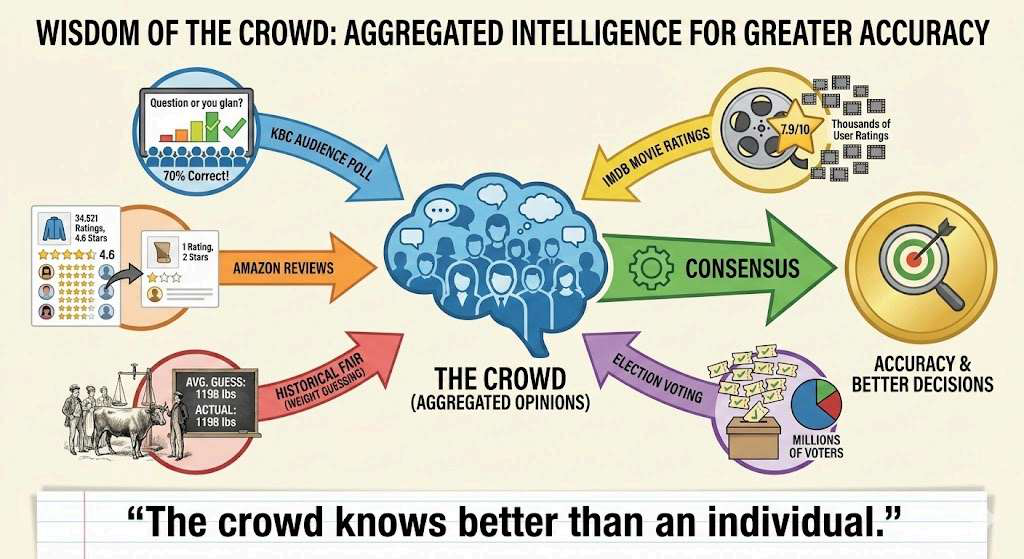 WISDOM OF THE CROWD: AGGREGATED INTELLIGENCE FOR GREATER ACCURACY
Question or you glan?
70% Correct!
KBC AUDIENCE POLL
34,521
Ratings,
4.6 Stars
4.6
1 Rating,
2 Stars
AMAZON REVIEWS
AVG. GUESS:
1198 lbs
ACTUAL:
1198 lbs
HISTORICAL FAIR
(WEIGHT GUESSING)
THE CROWD
(AGGREGATED OPINIONS)
IMDB MOVIE RATINGS
7.9/10
Thousands of
User Ratings
CONSENSUS
ACCURACY &
BETTER DECISIONS
ELECTION VOTING
MILLIONS
OF VOTERS
“The crowd knows better than an individual.”